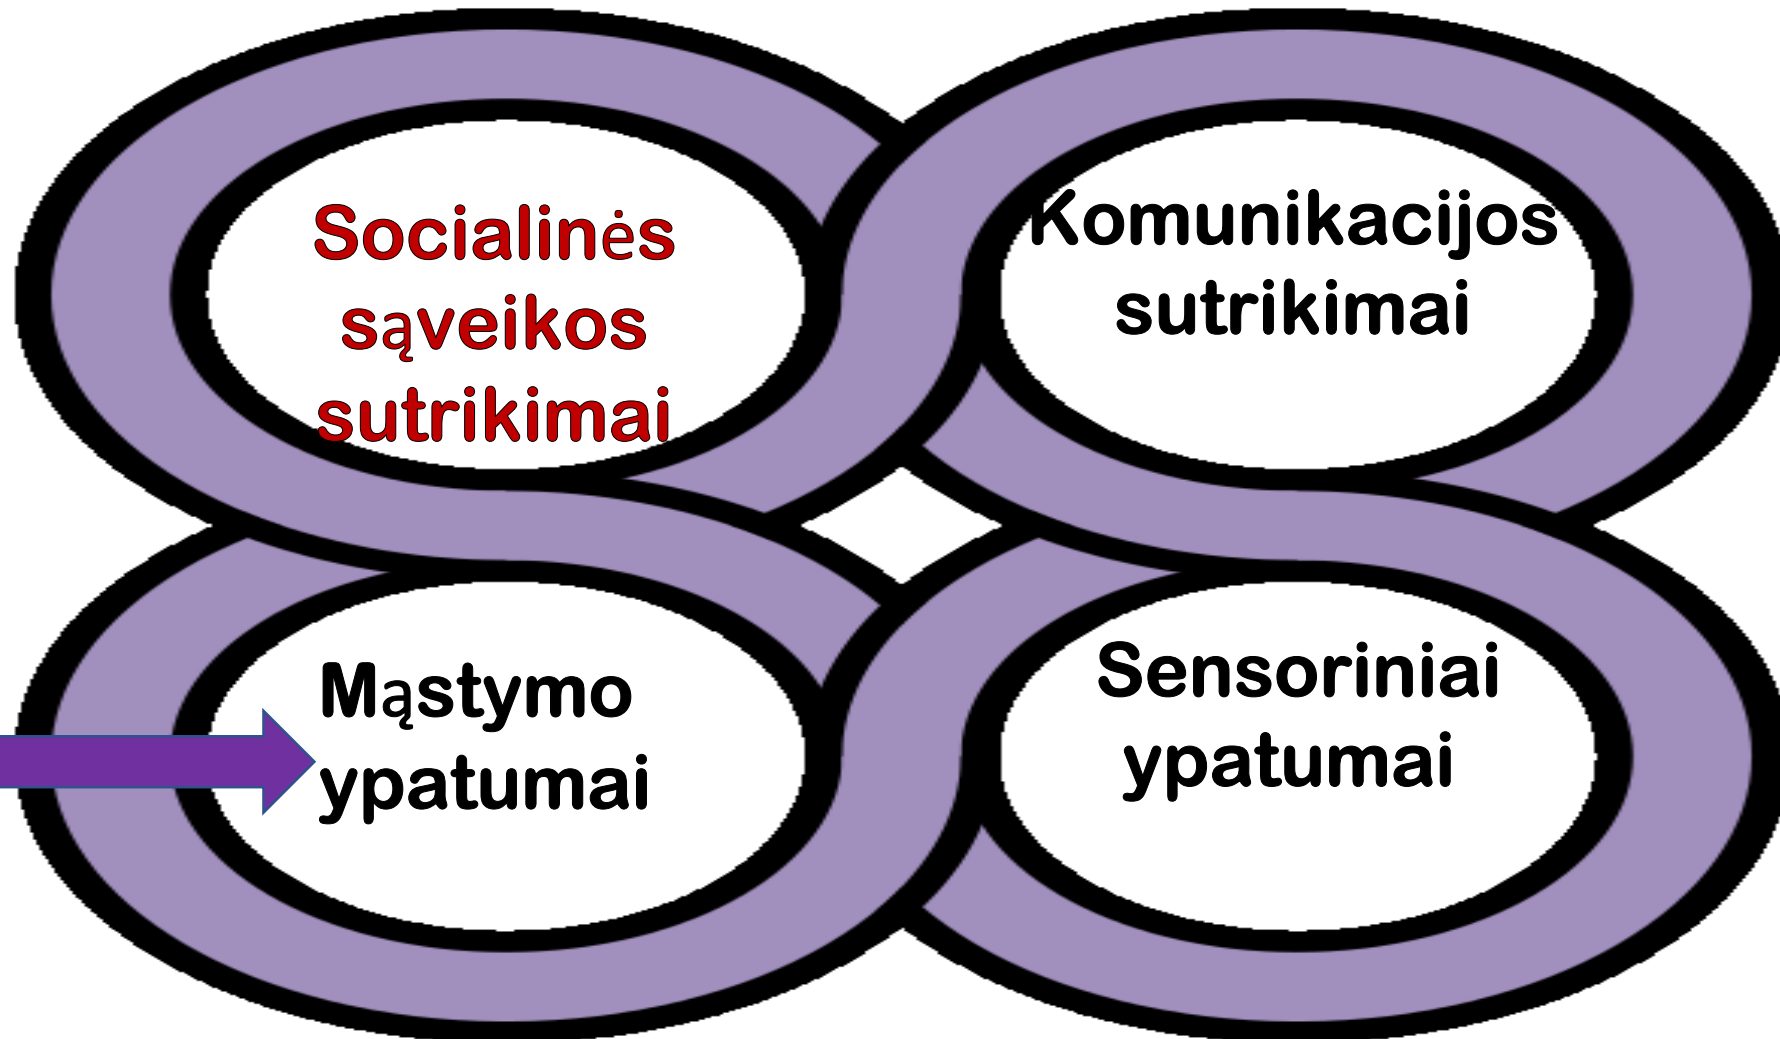 Socialinės
sąveikos
sutrikimai
Komunikacijos
sutrikimai
Mąstymo
ypatumai
Sensoriniai
ypatumai